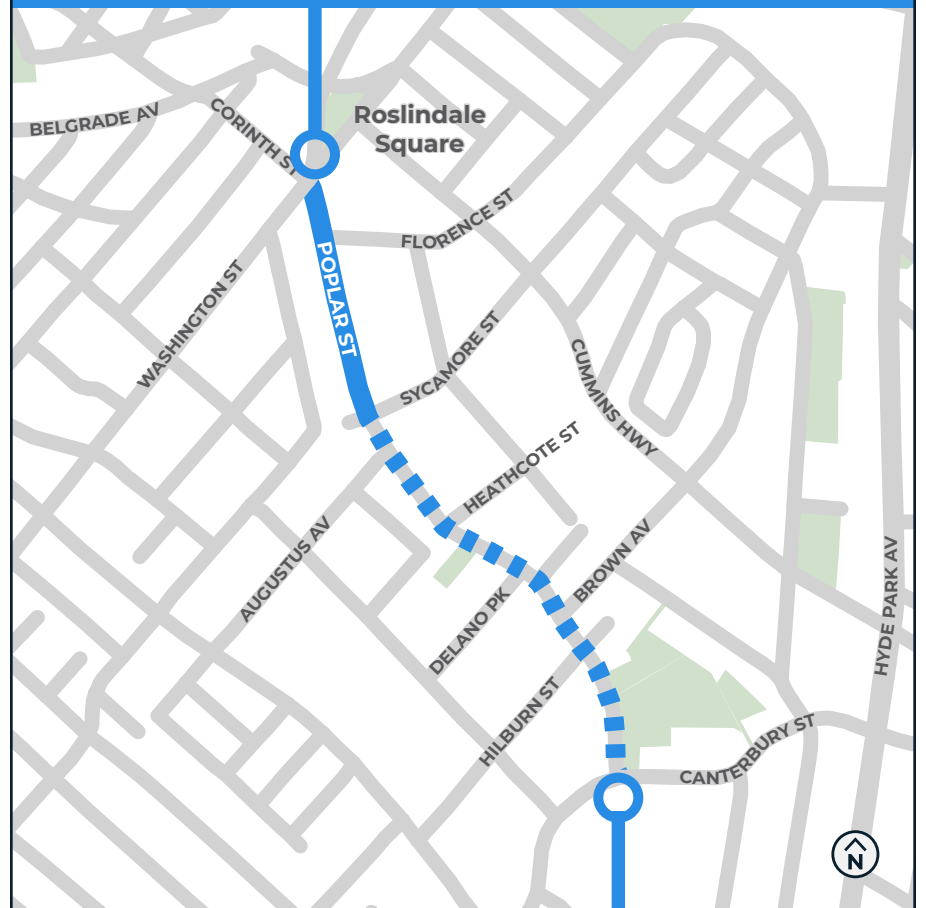 BELGRADE AV
CORINTH ST
Roslindale
Square
FLORENCE ST
POPLAR ST
WASHINGTON ST
SYCAMORE ST
CUMMINS HWY
HEATHCOTE ST
AUGUSTUS AV
BROWN AV
DELANO PK
HYDE PARK AV
HILBURN ST
CANTERBURY ST
N